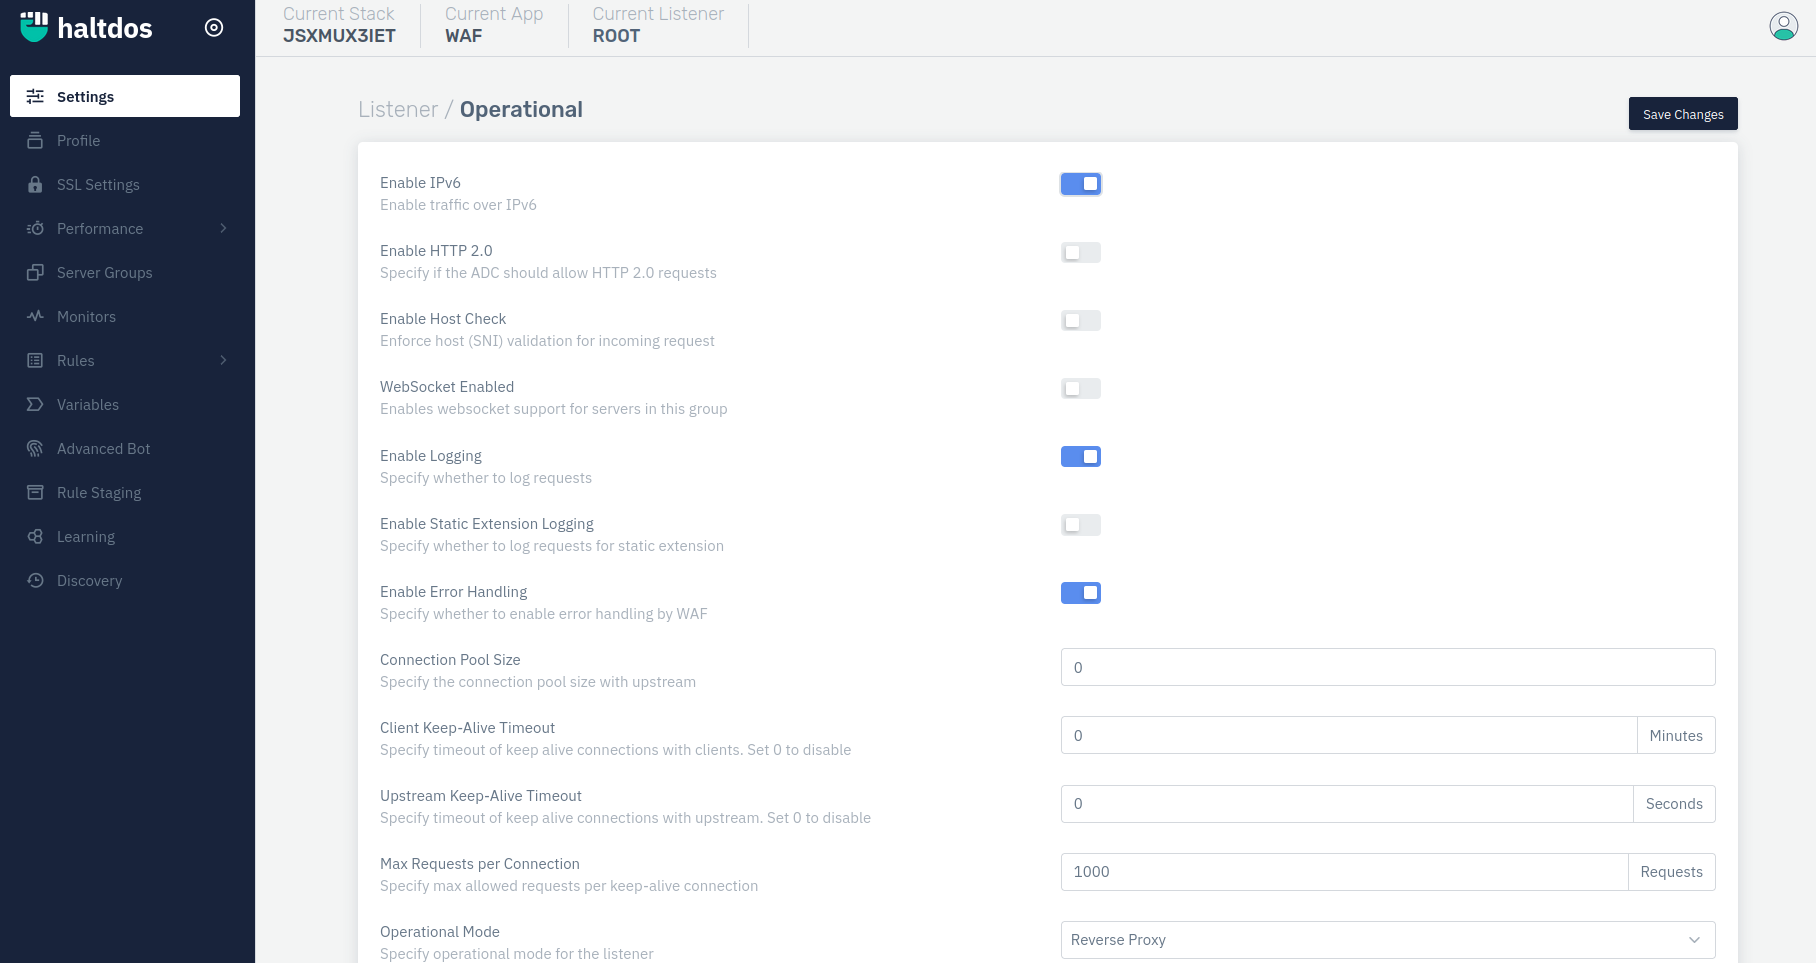 haltdos
Current Stack
JSXMUX3IET
Current App
WAF
Current Listener
ROOT
Settings
Profile
SSL Settings
Performance
Server Groups
Monitors
Rules
Variables
Advanced Bot
Rule Staging
Learning
Discovery
Listener / Operational
Save Changes
Enable IPv6
Enable traffic over IPv6
Enable HTTP 2.0
Specify if the ADC should allow HTTP 2.0 requests
Enable Host Check
Enforce host (SNI) validation for incoming request
WebSocket Enabled
Enables websocket support for servers in this group
Enable Logging
Specify whether to log requests
Enable Static Extension Logging
Specify whether to log requests for static extension
Enable Error Handling
Specify whether to enable error handling by WAF
Connection Pool Size
Specify the connection pool size with upstream
0
Client Keep-Alive Timeout
Specify timeout of keep alive connections with clients. Set 0 to disable
0 Minutes
Upstream Keep-Alive Timeout
Specify timeout of keep alive connections with upstream. Set 0 to disable
0 Seconds
Max Requests per Connection
Specify max allowed requests per keep-alive connection
1000 Requests
Operational Mode
Specify operational mode for the listener
Reverse Proxy